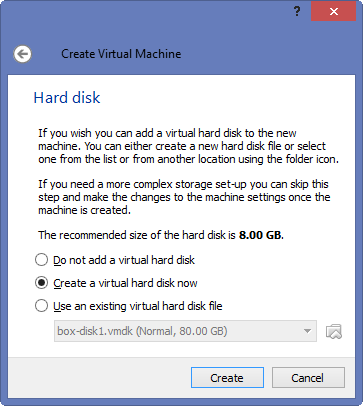 ?
Create Virtual Machine
Hard disk
If you wish you can add a virtual hard disk to the new
machine. You can either create a new hard disk file or select
one from the list or from another location using the folder icon.
If you need a more complex storage set-up you can skip this
step and make the changes to the machine settings once the
machine is created.
The recommended size of the hard disk is 8.00 GB.
Do not add a virtual hard disk
Create a virtual hard disk now
Use an existing virtual hard disk file
box-disk1.vmdk (Normal, 80.00 GB)
Create Cancel